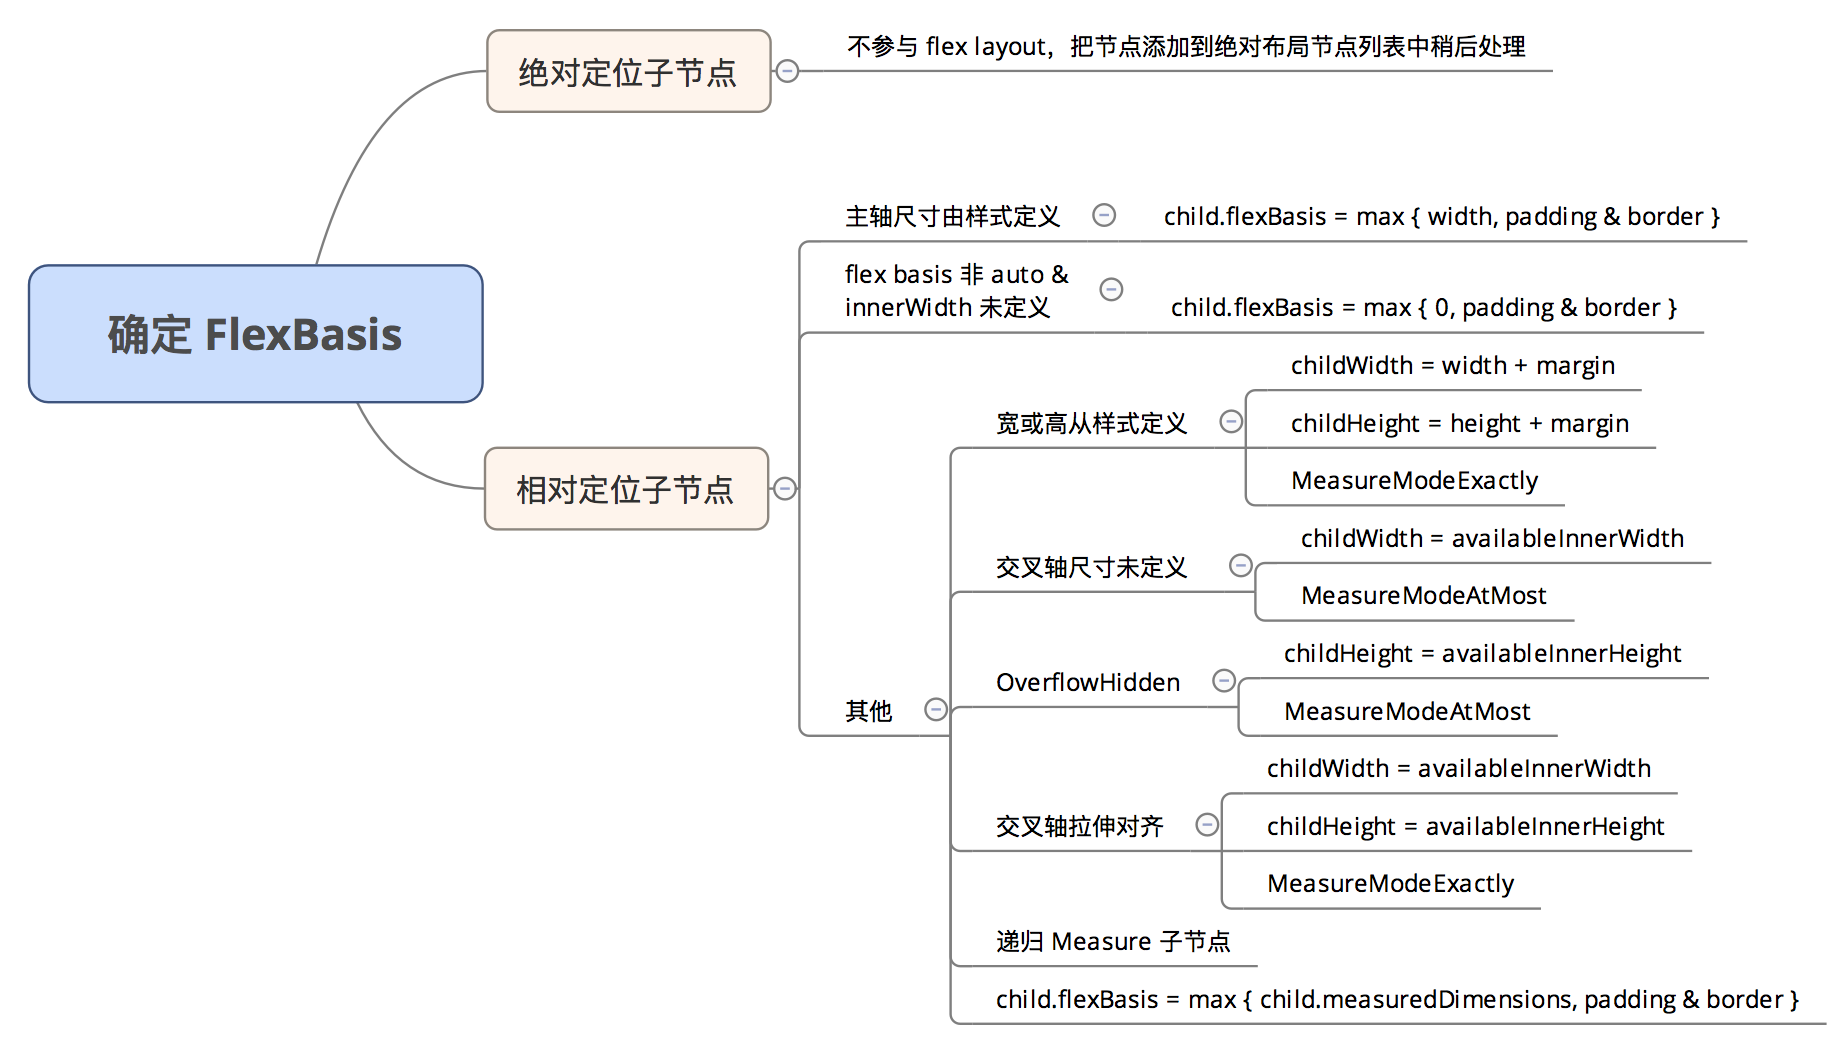 确定 FlexBasis
绝对定位子节点
不参与 flex layout，把节点添加到绝对布局节点列表中稍后处理
相对定位子节点
主轴尺寸由样式定义
child.flexBasis = max { width, padding & border }
flex basis 非 auto &
innerWidth 未定义
child.flexBasis = max { 0, padding & border }
其他
宽或高从样式定义
childWidth = width + margin
childHeight = height + margin
MeasureModeExactly
交叉轴尺寸未定义
childWidth = availableInnerWidth
MeasureModeAtMost
OverflowHidden
childHeight = availableInnerHeight
MeasureModeAtMost
交叉轴拉伸对齐
childWidth = availableInnerWidth
childHeight = availableInnerHeight
MeasureModeExactly
递归 Measure 子节点
child.flexBasis = max { child.measuredDimensions, padding & border }